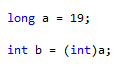 long a = 19;
int b = (int)a;